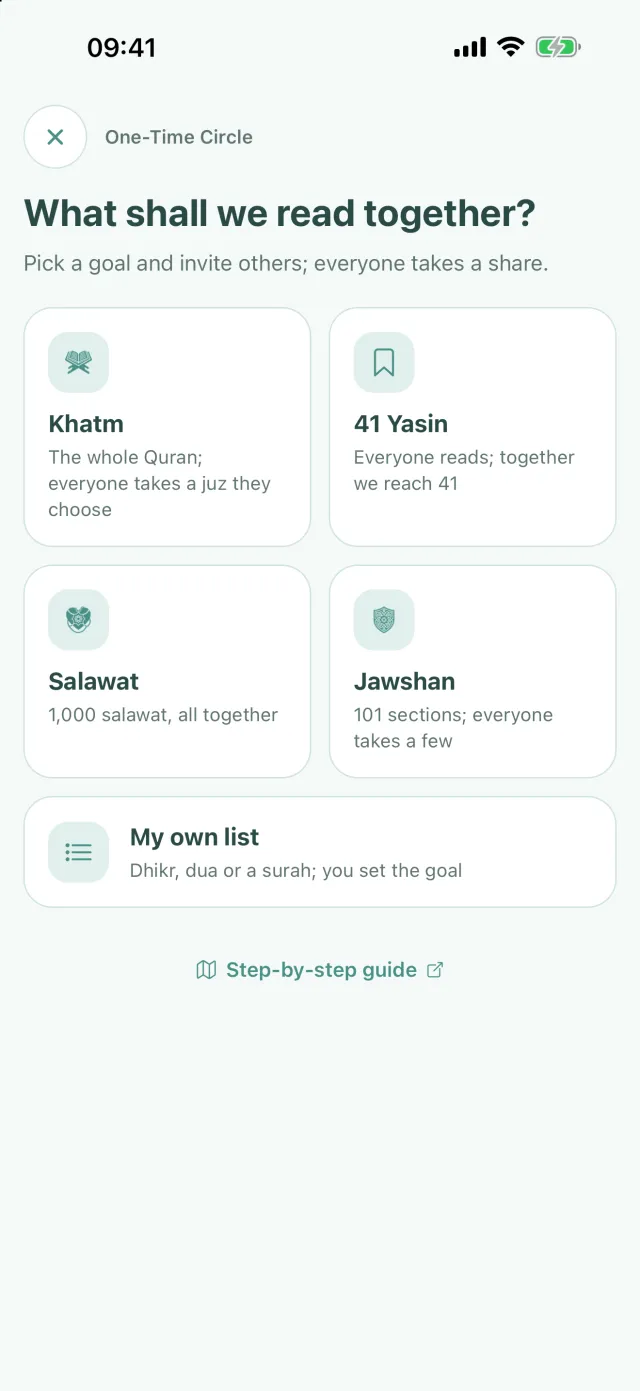 09:41
One-Time Circle
What shall we read together?
Pick a goal and invite others; everyone takes a share.
Khatm
The whole Quran;
everyone takes a juz they
choose
41 Yasin
Everyone reads; together
we reach 41
Salawat
1,000 salawat, all together
Jawshan
101 sections; everyone
takes a few
My own list
Dhikr, dua or a surah; you set the goal
Step-by-step guide